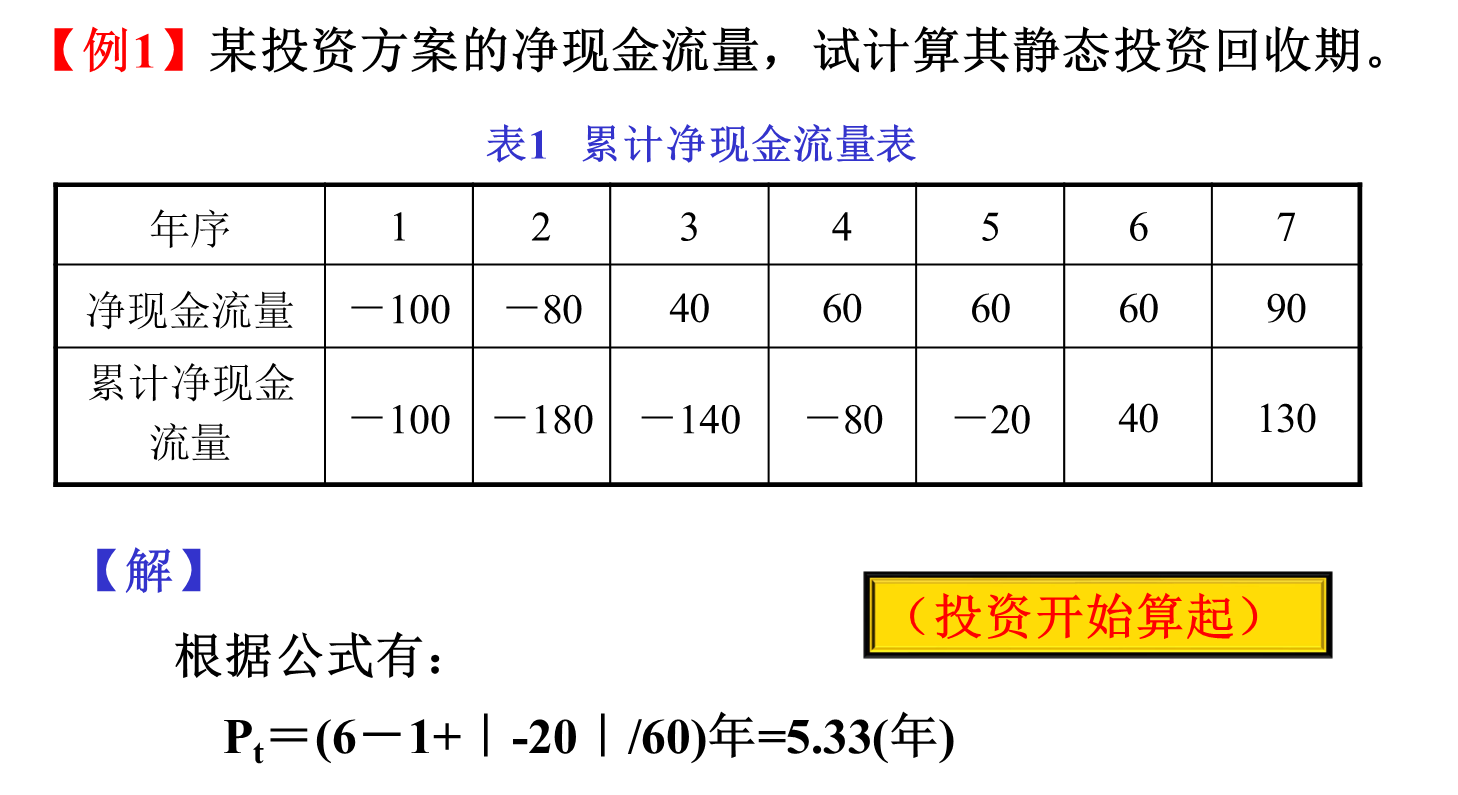 【例1】某投资方案的净现金流量，试计算其静态投资回收期。
表1 累计净现金流量表
年序 1 2 3 4 5 6 7
净现金流量 －100 －80 40 60 60 60 90
累计净现金
流量 －100 －180 －140 －80 －20 40 130
【解】
（投资开始算起）
根据公式有：
Pt＝(6－1+｜-20｜/60)年=5.33(年)